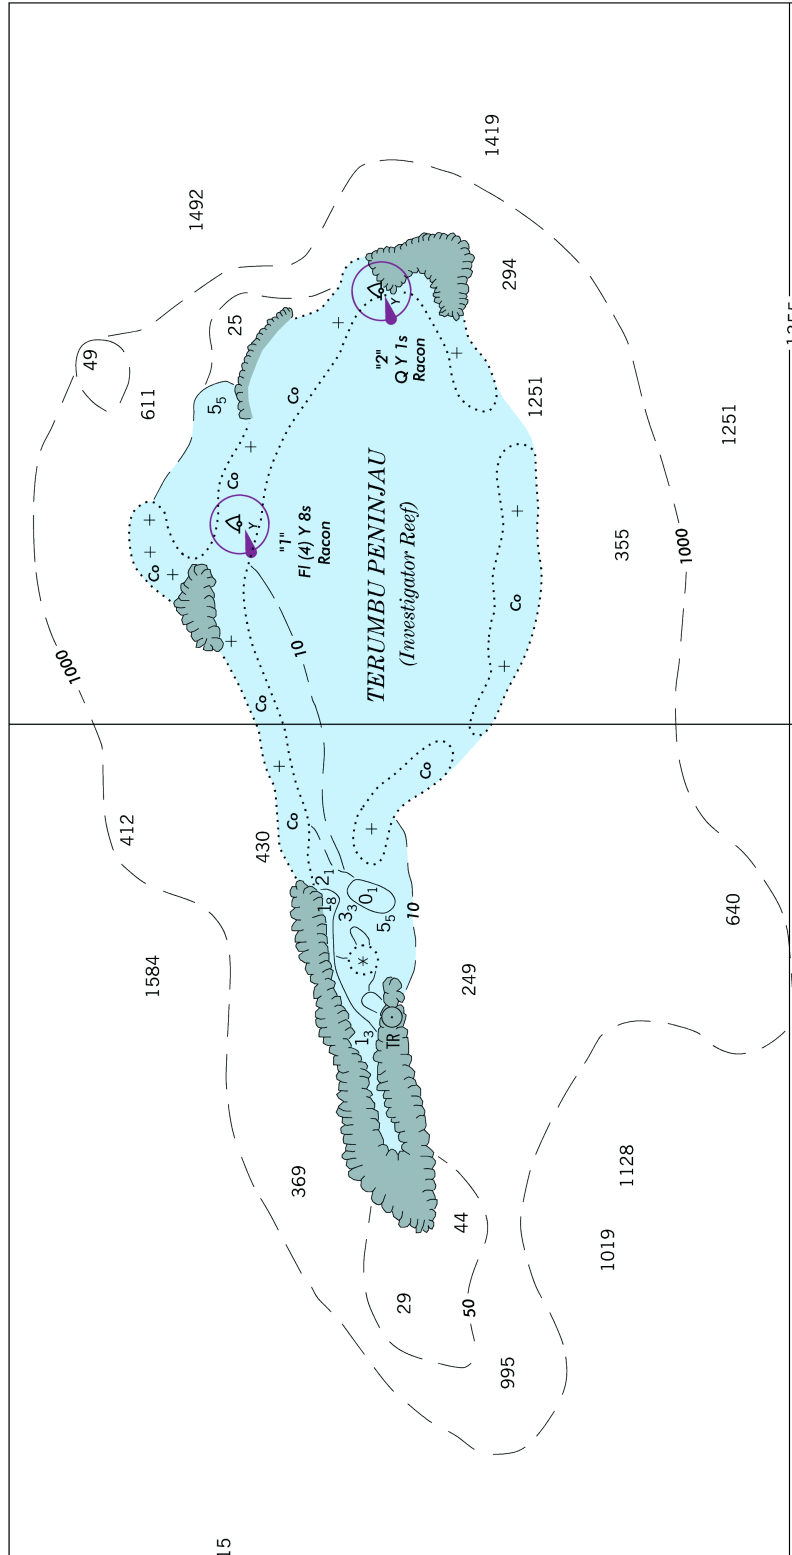 1000
49
412
611
1584
Co
1492
5₅
15
Co
25
Y
430
Co
"1"
Fl (4) Y 8s
Racon
Co
Co
10
369
2₁
1₈
3₃
1₃
0₁
TERUMBU PENINJAU
(Investigator Reef)
"2"
Q Y 1s
Racon
5₅
TR
Y
29
10
Co
44
249
50
1419
995
294
Co
1251
1019
355
1128
1000
1251
640